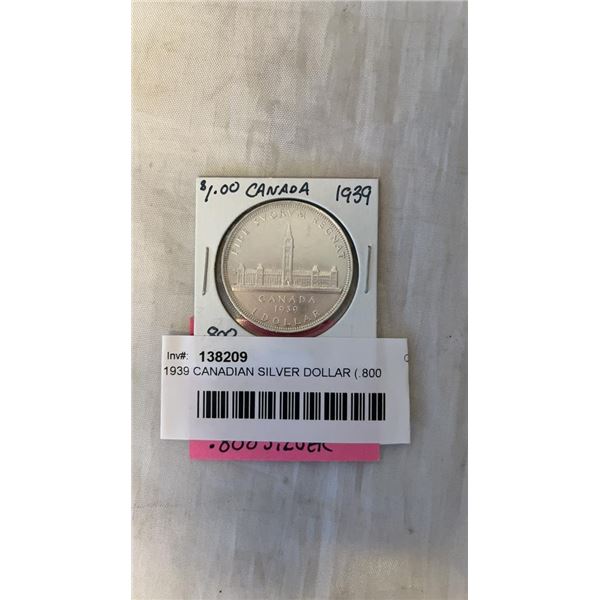 $1.00 CANADA 1939
FIDE SVORVM REGNAT
CANADA
1939
1 DOLLAR
.800
Inv#: 138209
1939 CANADIAN SILVER DOLLAR (.800
.800 SILVER